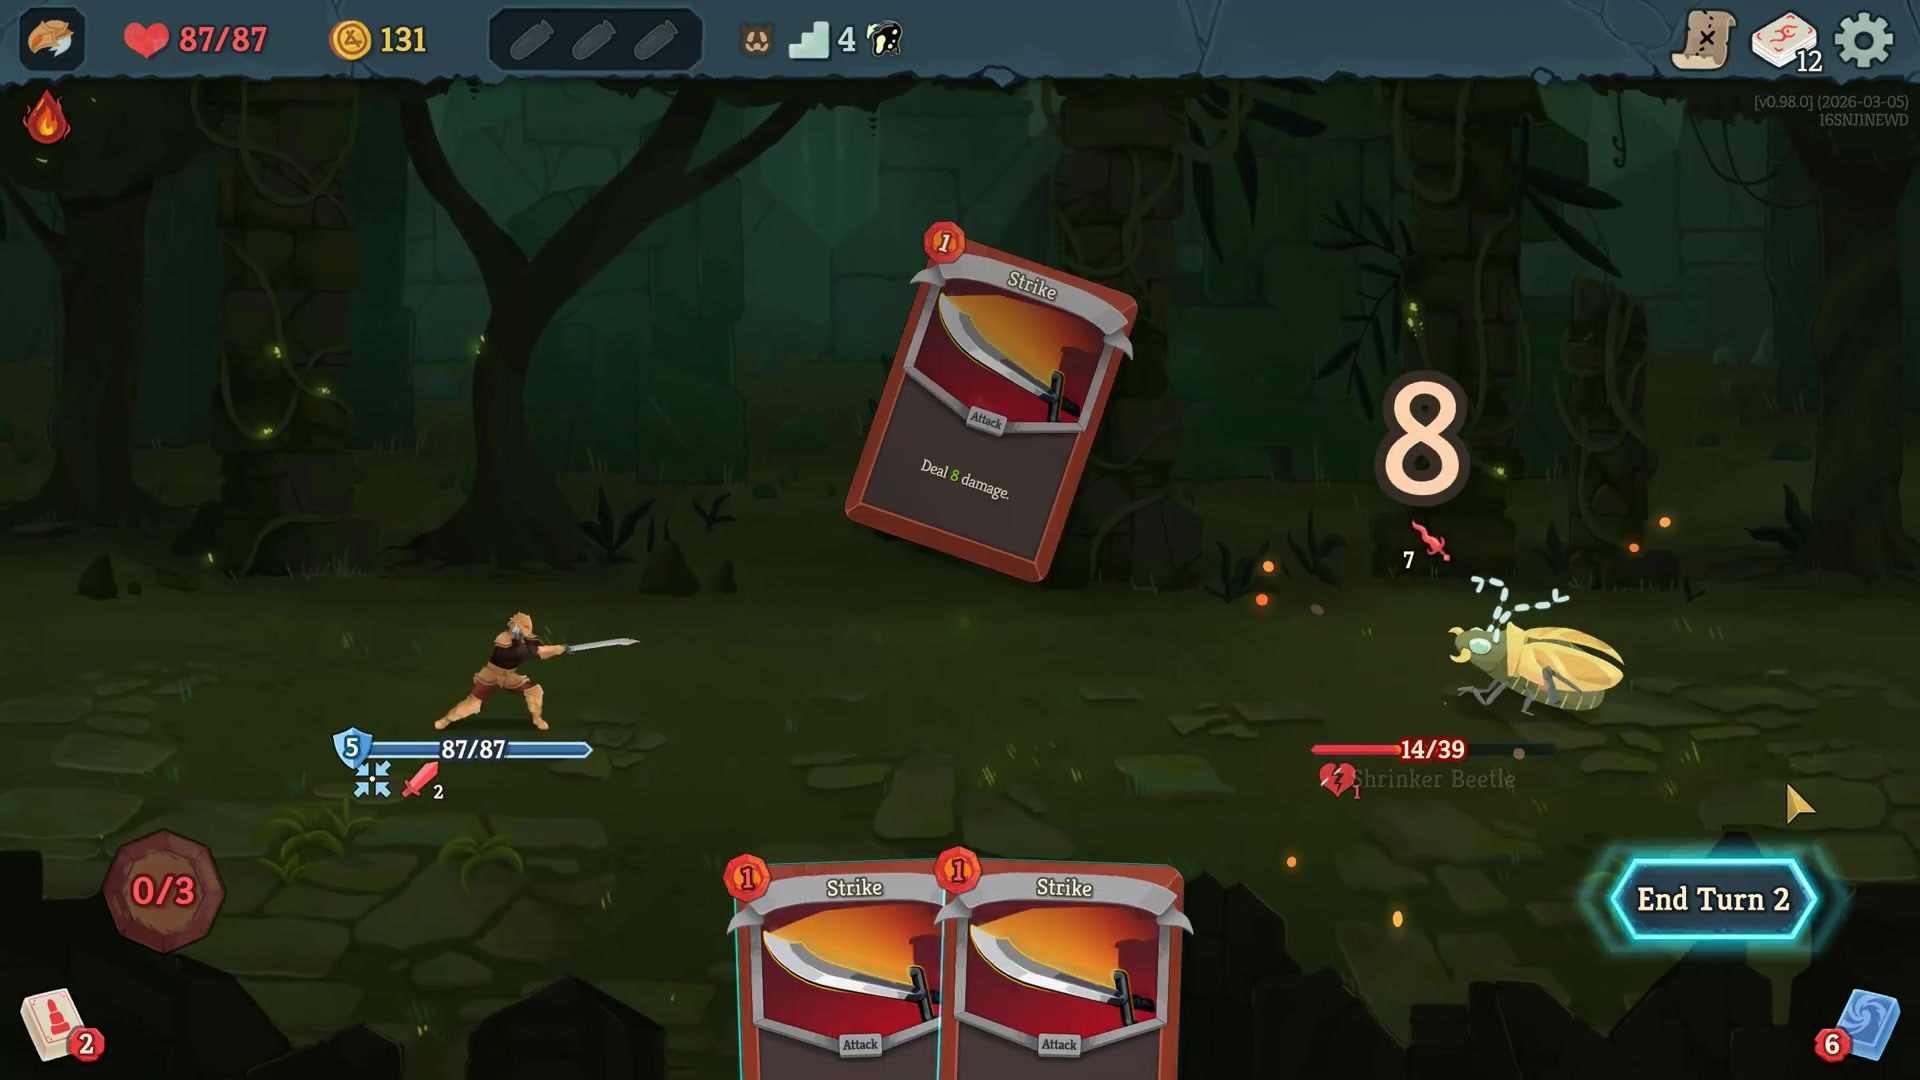 87/87
131
4
12
[v0.98.0] (2026-03-05)
16SNJ1NEWD
1
Strike
Attack
Deal 8 damage.
8
7
5
87/87
2
14/39
1
Shrinker Beetle
0/3
1
Strike
Attack
1
Strike
Attack
End Turn 2
2
6